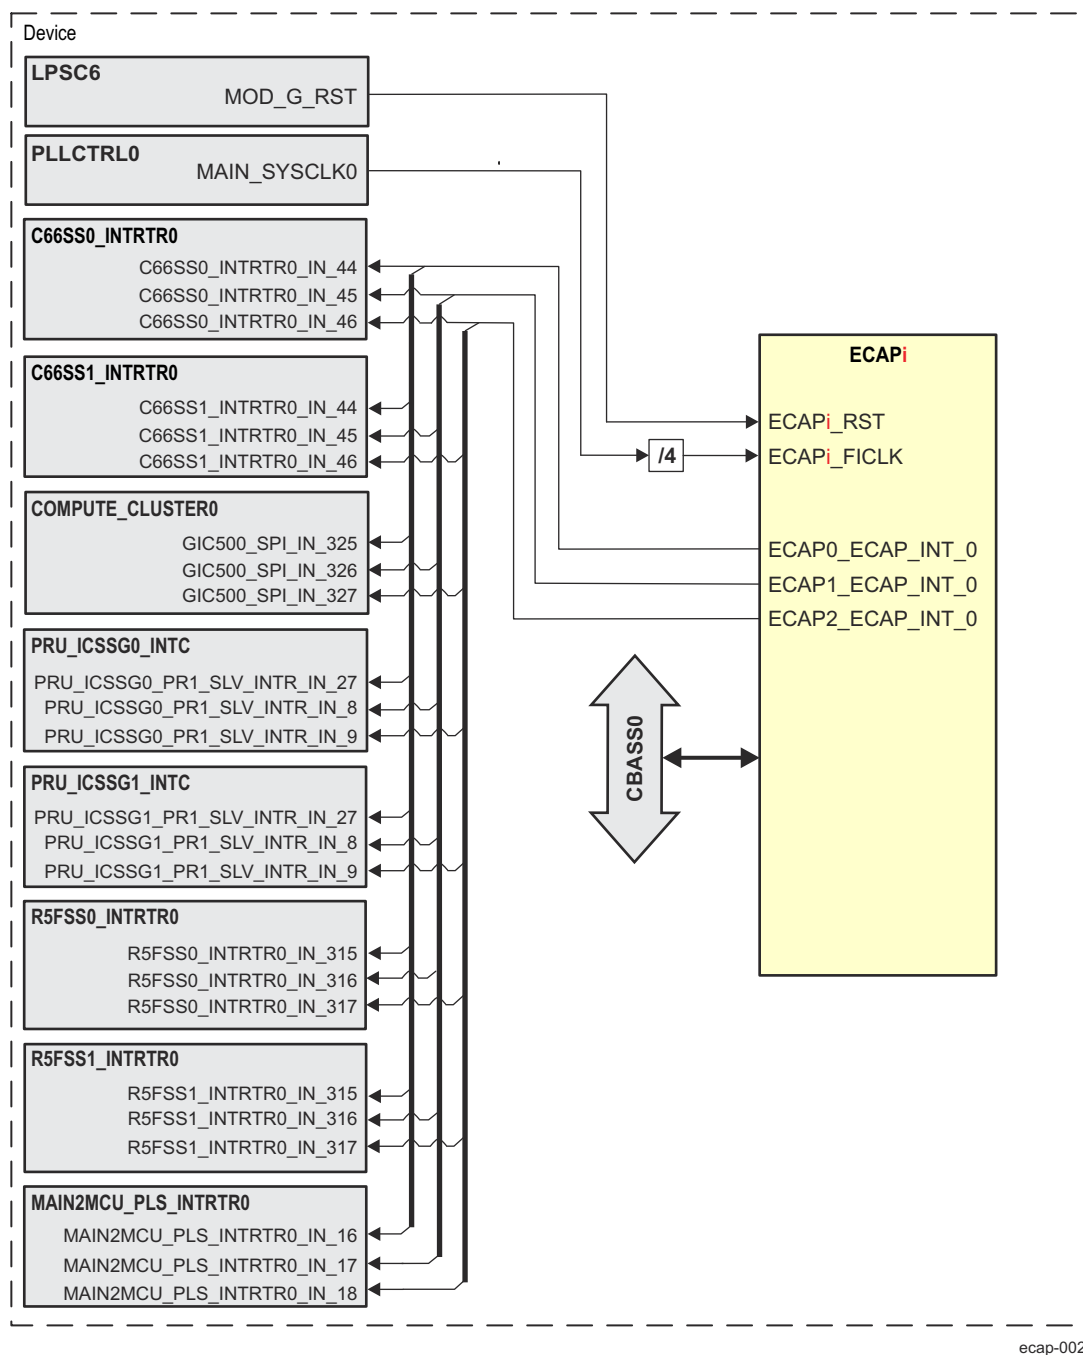 Device
LPSC6
MOD_G_RST
PLLCTRL0
MAIN_SYSCLK0
C66SS0_INTRTR0
C66SS0_INTRTR0_IN_44
C66SS0_INTRTR0_IN_45
C66SS0_INTRTR0_IN_46
C66SS1_INTRTR0
C66SS1_INTRTR0_IN_44
C66SS1_INTRTR0_IN_45
C66SS1_INTRTR0_IN_46
COMPUTE_CLUSTER0
GIC500_SPI_IN_325
GIC500_SPI_IN_326
GIC500_SPI_IN_327
PRU_ICSSG0_INTC
PRU_ICSSG0_PR1_SLV_INTR_IN_27
PRU_ICSSG0_PR1_SLV_INTR_IN_8
PRU_ICSSG0_PR1_SLV_INTR_IN_9
PRU_ICSSG1_INTC
PRU_ICSSG1_PR1_SLV_INTR_IN_27
PRU_ICSSG1_PR1_SLV_INTR_IN_8
PRU_ICSSG1_PR1_SLV_INTR_IN_9
R5FSS0_INTRTR0
R5FSS0_INTRTR0_IN_315
R5FSS0_INTRTR0_IN_316
R5FSS0_INTRTR0_IN_317
R5FSS1_INTRTR0
R5FSS1_INTRTR0_IN_315
R5FSS1_INTRTR0_IN_316
R5FSS1_INTRTR0_IN_317
MAIN2MCU_PLS_INTRTR0
MAIN2MCU_PLS_INTRTR0_IN_16
MAIN2MCU_PLS_INTRTR0_IN_17
MAIN2MCU_PLS_INTRTR0_IN_18
/4
CBASS0
ECAPi
ECAPi_RST
ECAPi_FICLK
ECAP0_ECAP_INT_0
ECAP1_ECAP_INT_0
ECAP2_ECAP_INT_0
ecap-002